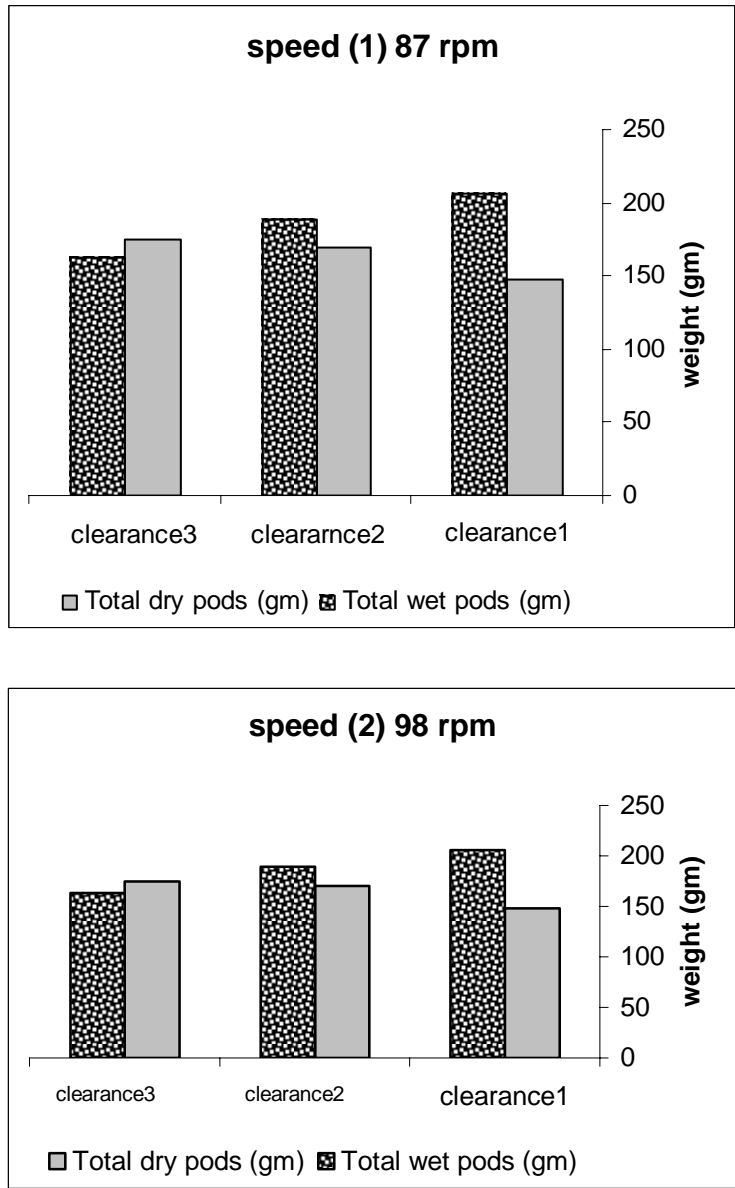 speed (1) 87 rpm
250
200
150
100
50
0
weight (gm)
clearance3 cleararnce2 clearance1
Total dry pods (gm) Total wet pods (gm)
speed (2) 98 rpm
250
200
150
100
50
0
weight (gm)
clearance3 clearance2 clearance1
Total dry pods (gm) Total wet pods (gm)